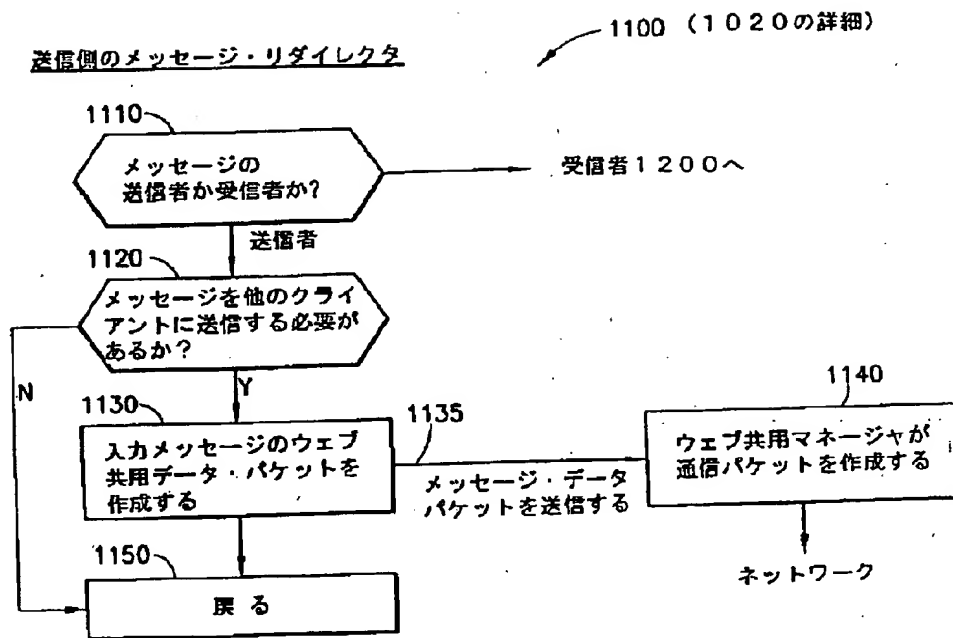 1100 (1020の詳細)
送信側のメッセージ・リダイレクタ
1110
メッセージの
送信者か受信者か?
受信者1200へ
送信者
1120
メッセージを他のクライ
アントに送信する必要が
あるか?
N
Y
1130
入力メッセージのウェブ
共用データ・パケットを
作成する
1135
メッセージ・データ
パケットを送信する
1140
ウェブ共用マネージャが
通信パケットを作成する
ネットワーク
1150
戻る